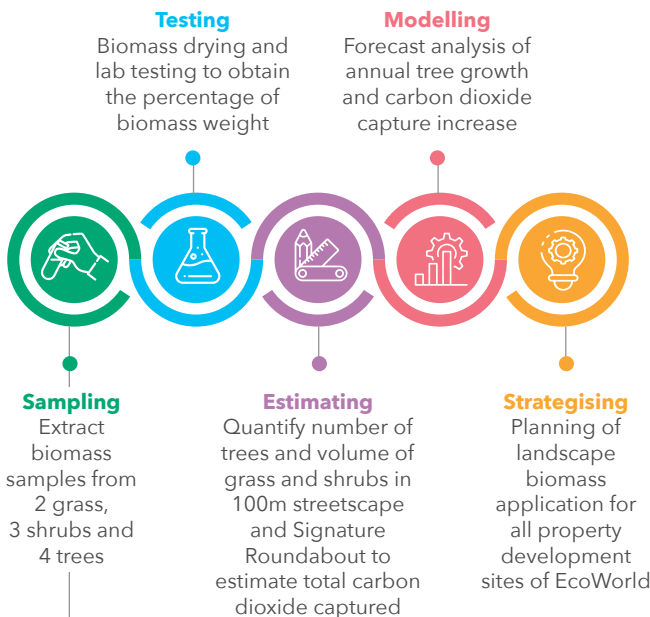 Testing
Biomass drying and
lab testing to obtain
the percentage of
biomass weight
Modelling
Forecast analysis of
annual tree growth
and carbon dioxide
capture increase
Sampling
Extract
biomass
samples from
2 grass,
3 shrubs and
4 trees
Estimating
Quantify number of
trees and volume of
grass and shrubs in
100m streetscape
and Signature
Roundabout to
estimate total carbon
dioxide captured
Strategising
Planning of
landscape
biomass
application for
all property
development
sites of EcoWorld